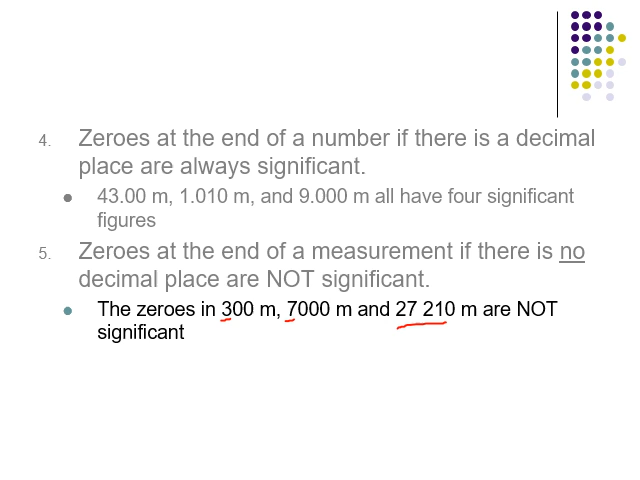 4. Zeroes at the end of a number if there is a decimal
place are always significant.
● 43.00 m, 1.010 m, and 9.000 m all have four significant
figures
5. Zeroes at the end of a measurement if there is no
decimal place are NOT significant.
● The zeroes in 300 m, 7000 m and 27 210 m are NOT
significant